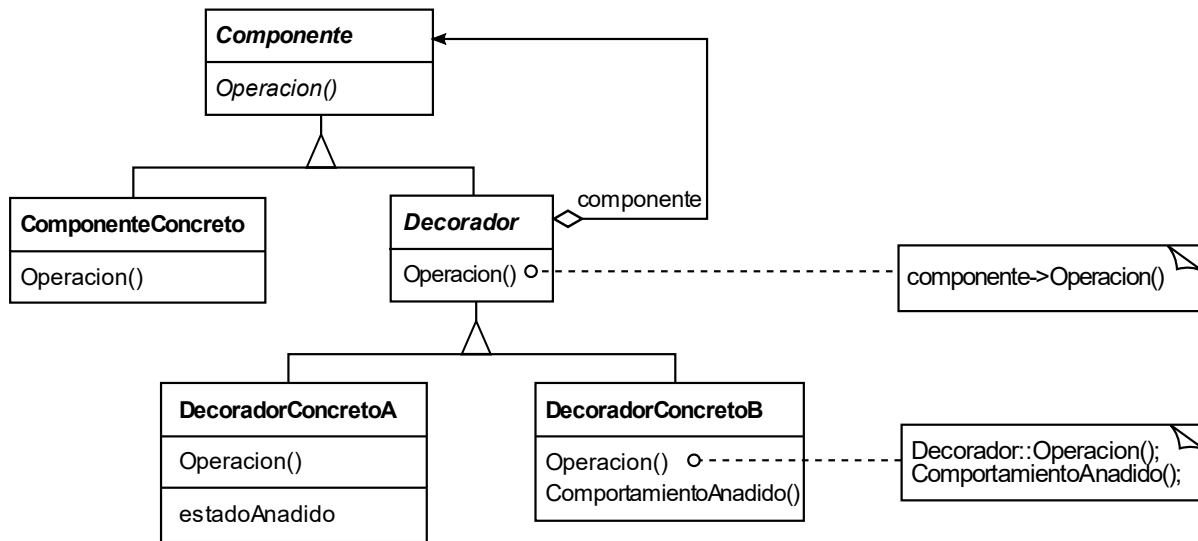 Componente
Operacion()
componente
ComponenteConcreto
Operacion()
Decorador
Operacion()
componente->Operacion()
DecoradorConcretoA
Operacion()
estadoAnadido
DecoradorConcretoB
Operacion()
ComportamientoAnadido()
Decorador::Operacion();
ComportamientoAnadido();